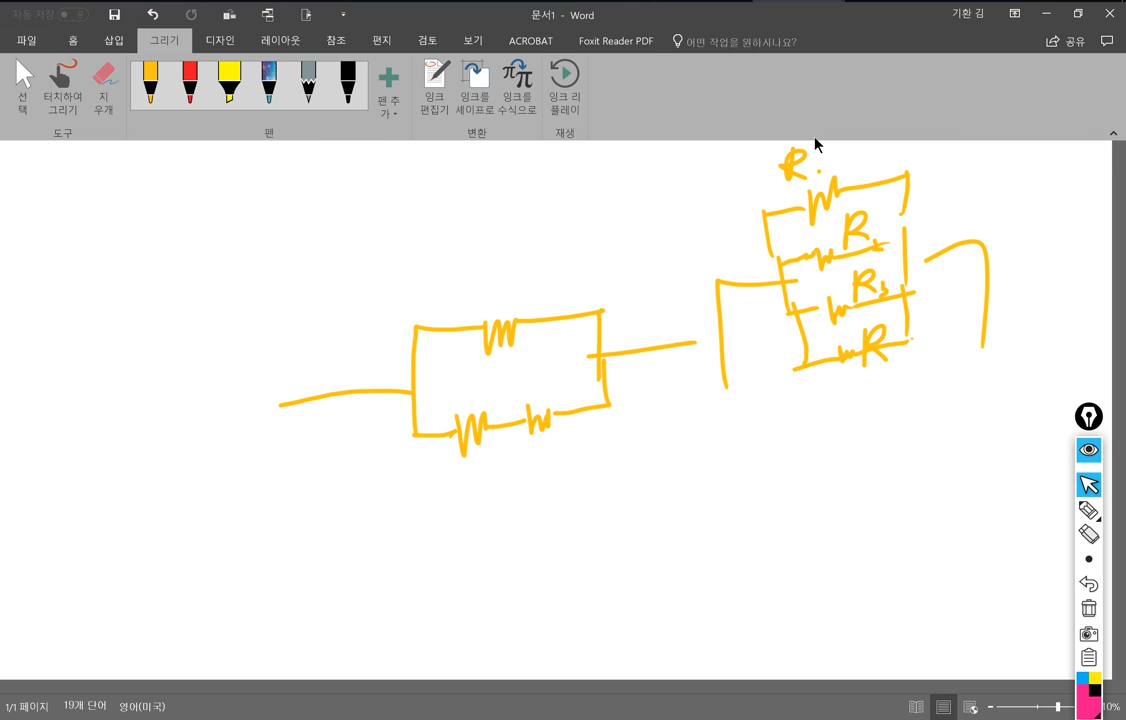 자동 저장
문서1 - Word
기환 김
파일 홈 삽입 그리기 디자인 레이아웃 참조 편지 검토 보기 ACROBAT Foxit Reader PDF 어떤 작업을 원하시나요? 공유
선택
터치하여 그리기
지우개
펜 추가
잉크 편집기
잉크를 셰이프로
잉크를 수식으로
잉크 리플레이
도구 펜 변환 재생
R
R
R
R
1/1 페이지 19개 단어 영어(미국)